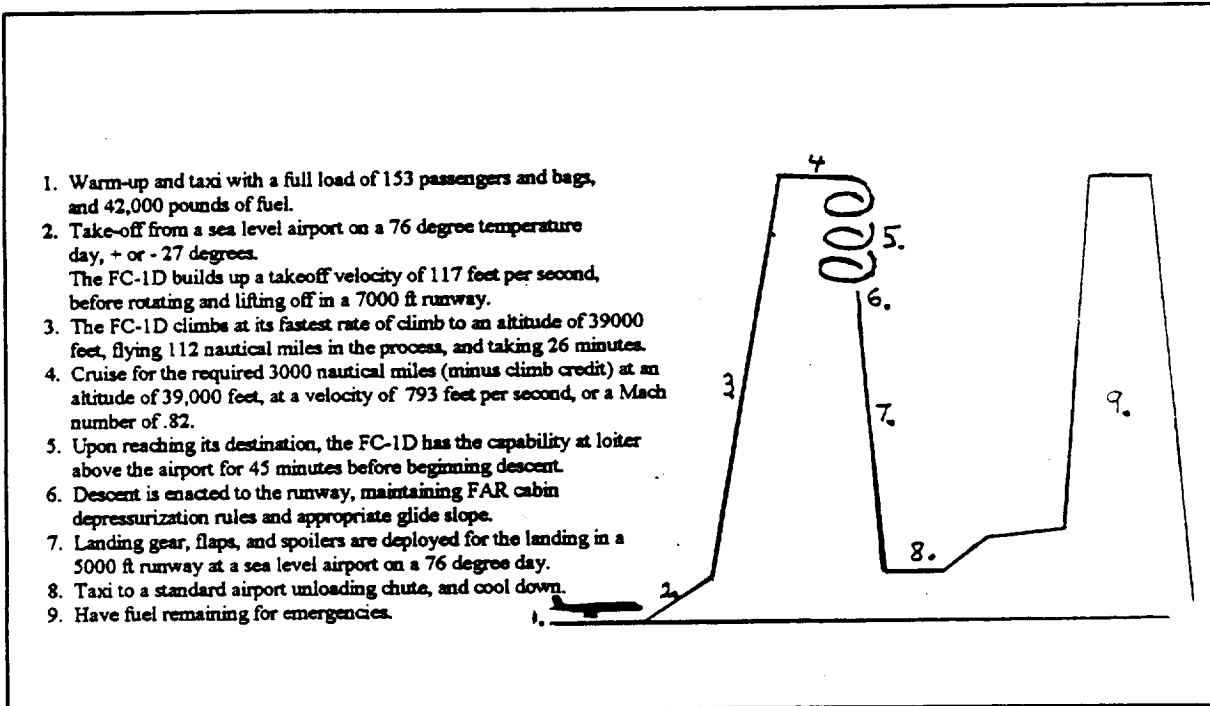 1. Warm-up and taxi with a full load of 153 passengers and bags,
and 42,000 pounds of fuel.
2. Take-off from a sea level airport on a 76 degree temperature
day, + or - 27 degrees.
The FC-1D builds up a takeoff velocity of 117 feet per second,
before rotating and lifting off in a 7000 ft runway.
3. The FC-1D climbs at its fastest rate of climb to an altitude of 39000
feet, flying 112 nautical miles in the process, and taking 26 minutes.
4. Cruise for the required 3000 nautical miles (minus climb credit) at an
altitude of 39,000 feet, at a velocity of 793 feet per second, or a Mach
number of .82.
5. Upon reaching its destination, the FC-1D has the capability at loiter
above the airport for 45 minutes before beginning descent.
6. Descent is enacted to the runway, maintaining FAR cabin
depressurization rules and appropriate glide slope.
7. Landing gear, flaps, and spoilers are deployed for the landing in a
5000 ft runway at a sea level airport on a 76 degree day.
8. Taxi to a standard airport unloading chute, and cool down.
9. Have fuel remaining for emergencies.
1.
2.
3
4
5.
6.
7.
8.
9.